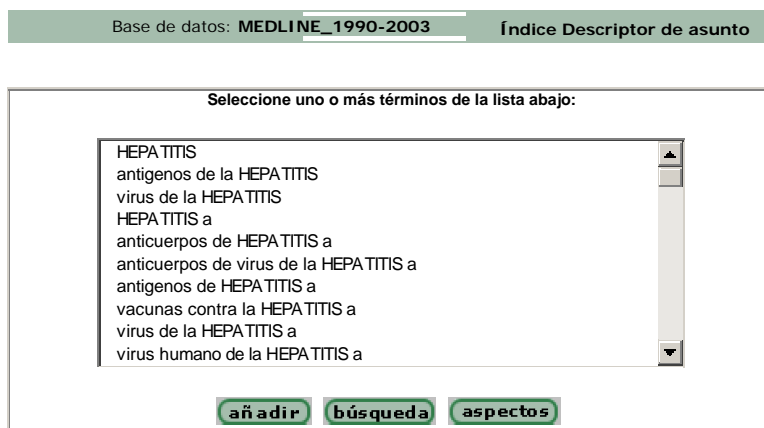 Base de datos: MEDLINE_1990-2003 Índice Descriptor de asunto
Seleccione uno o más términos de la lista abajo:
HEPATITIS
antigenos de la HEPATITIS
virus de la HEPATITIS
HEPATITIS a
anticuerpos de HEPATITIS a
anticuerpos de virus de la HEPATITIS a
antigenos de HEPATITIS a
vacunas contra la HEPATITIS a
virus de la HEPATITIS a
virus humano de la HEPATITIS a
añadir búsqueda aspectos